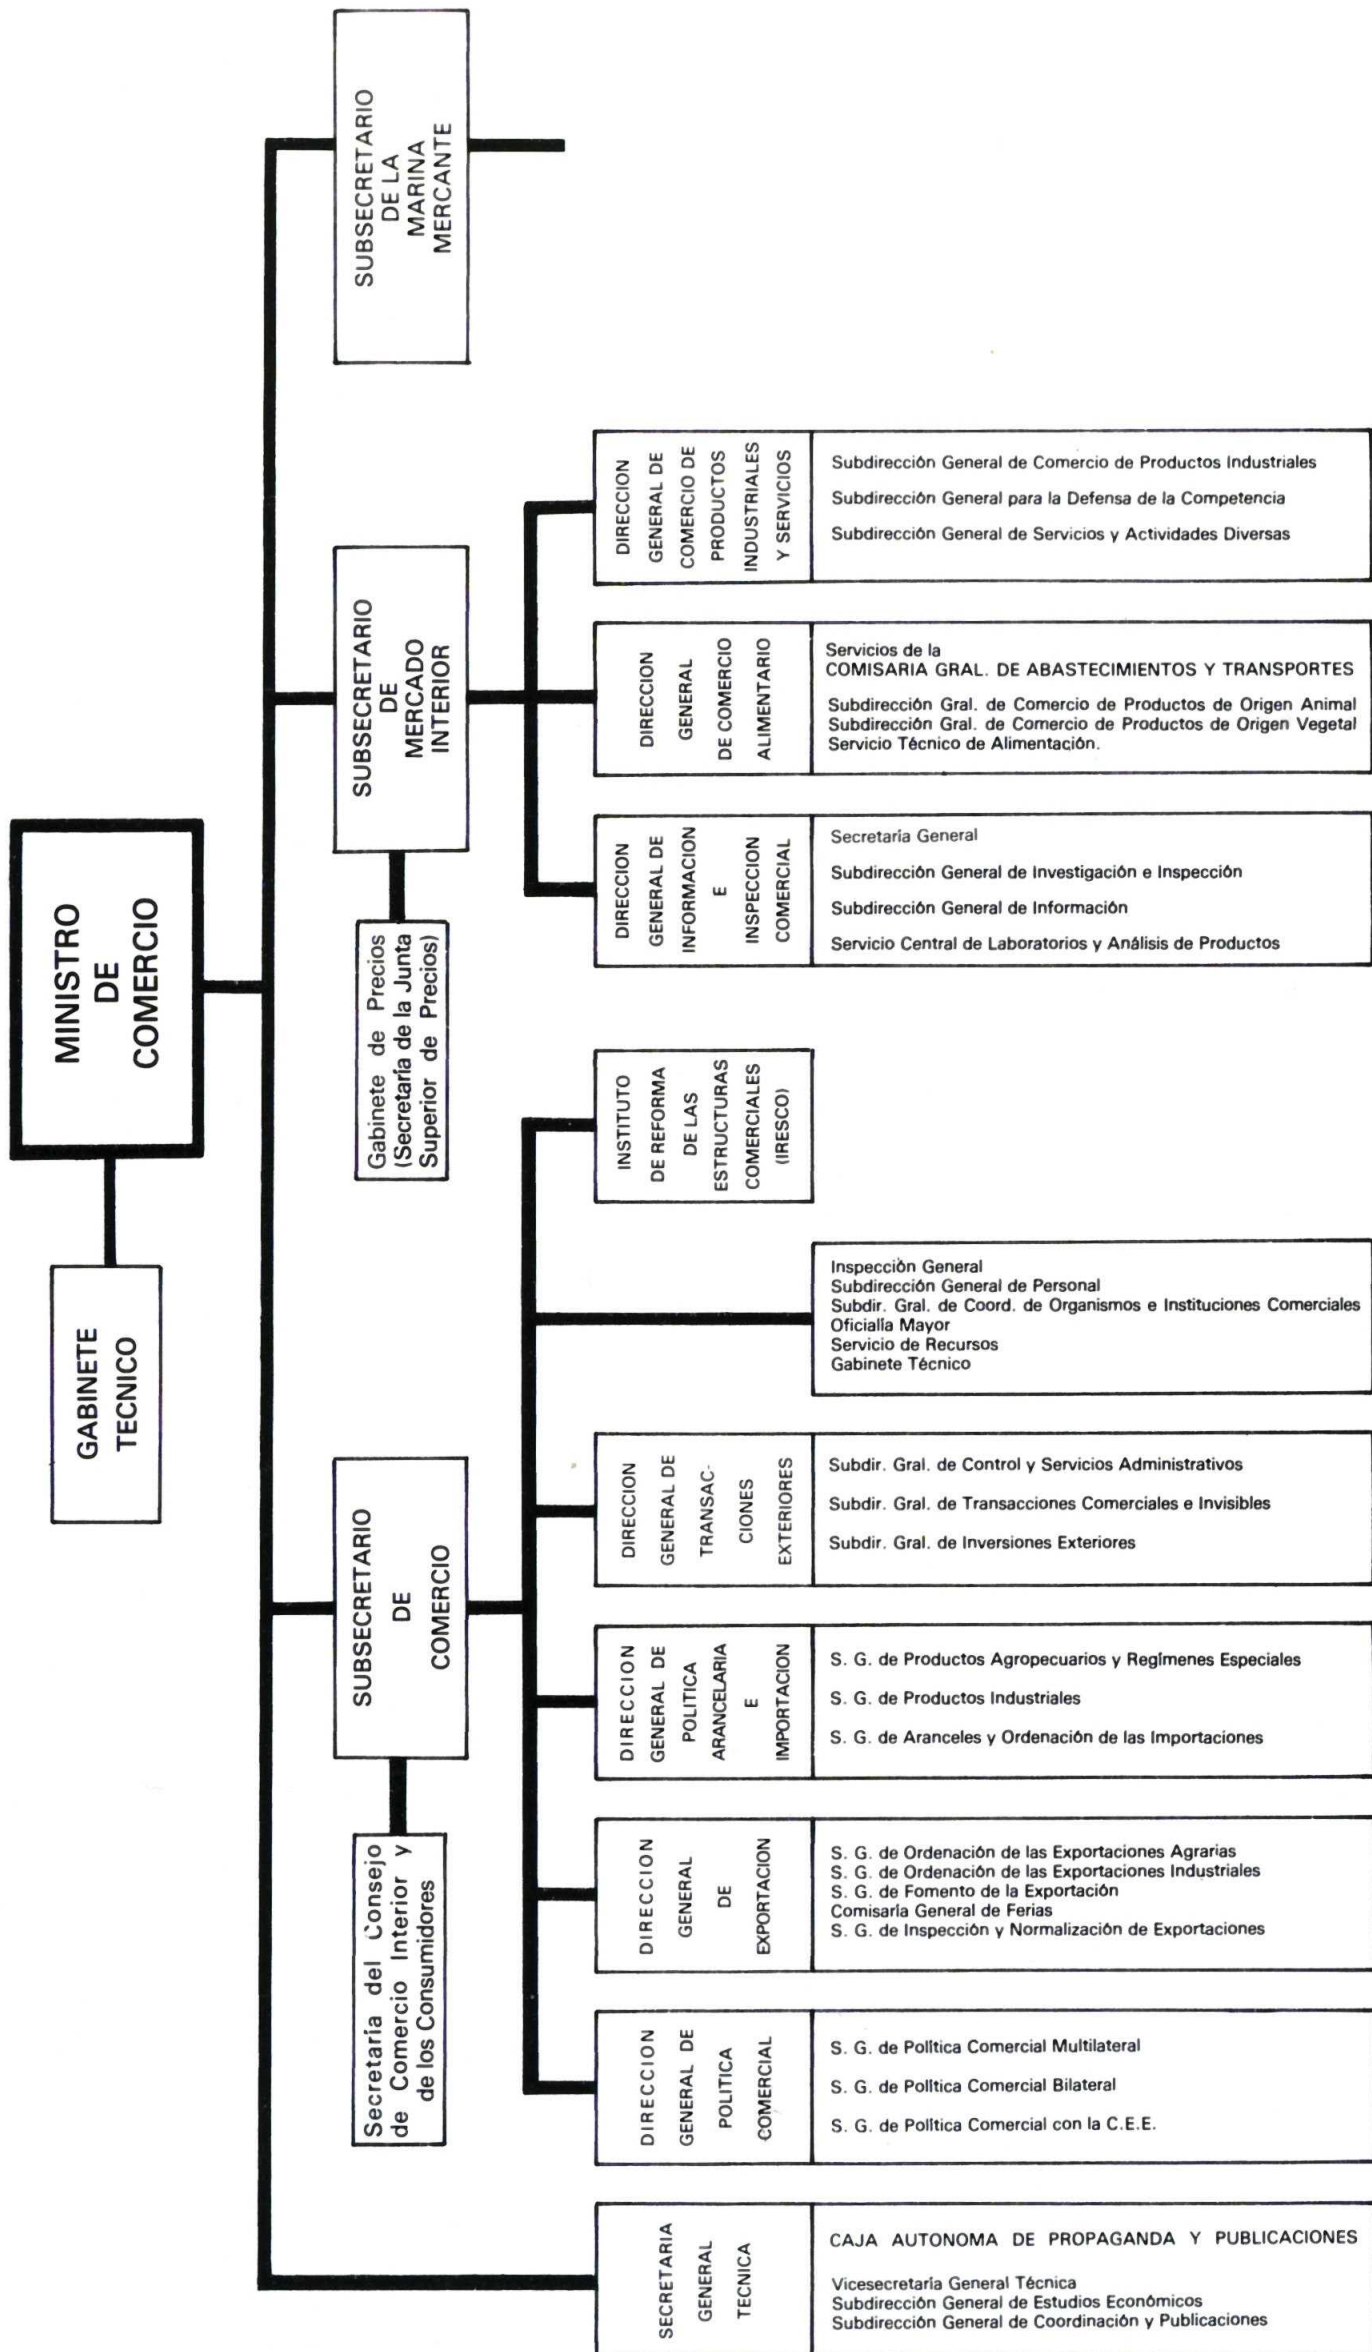 MINISTRO
DE
COMERCIO
GABINETE
TECNICO
SUBSECRETARIO
DE
COMERCIO
Secretaria del Consejo
de Comercio Interior y
de los Consumidores
SUBSECRETARIO
DE
MERCADO
INTERIOR
Gabinete de Precios
(Secretaría de la Junta
Superior de Precios)
SUBSECRETARIO
DE LA
MARINA
MERCANTE
SECRETARIA
GENERAL
TECNICA
CAJA AUTONOMA DE PROPAGANDA Y PUBLICACIONES
Vicesecretaría General Técnica
Subdirección General de Estudios Económicos
Subdirección General de Coordinación y Publicaciones
DIRECCION
GENERAL DE
POLITICA
COMERCIAL
S. G. de Política Comercial Multilateral
S. G. de Política Comercial Bilateral
S. G. de Política Comercial con la C.E.E.
DIRECCION
GENERAL
DE
EXPORTACION
S. G. de Ordenación de las Exportaciones Agrarias
S. G. de Ordenación de las Exportaciones Industriales
S. G. de Fomento de la Exportación
Comisaría General de Ferias
S. G. de Inspección y Normalización de Exportaciones
DIRECCION
GENERAL DE
POLITICA
ARANCELARIA
E
IMPORTACION
S. G. de Productos Agropecuarios y Regímenes Especiales
S. G. de Productos Industriales
S. G. de Aranceles y Ordenación de las Importaciones
DIRECCION
GENERAL DE
TRANSAC-
CIONES
EXTERIORES
Subdir. Gral. de Control y Servicios Administrativos
Subdir. Gral. de Transacciones Comerciales e Invisibles
Subdir. Gral. de Inversiones Exteriores
Inspección General
Subdirección General de Personal
Subdir. Gral. de Coord. de Organismos e Instituciones Comerciales
Oficialía Mayor
Servicio de Recursos
Gabinete Técnico
INSTITUTO
DE REFORMA
DE LAS
ESTRUCTURAS
COMERCIALES
(IRESCO)
DIRECCION
GENERAL DE
INFORMACION
E
INSPECCION
COMERCIAL
Secretaría General
Subdirección General de Investigación e Inspección
Subdirección General de Información
Servicio Central de Laboratorios y Análisis de Productos
DIRECCION
GENERAL
DE COMERCIO
ALIMENTARIO
Servicios de la
COMISARIA GRAL. DE ABASTECIMIENTOS Y TRANSPORTES
Subdirección Gral. de Comercio de Productos de Origen Animal
Subdirección Gral. de Comercio de Productos de Origen Vegetal
Servicio Técnico de Alimentación.
DIRECCION
GENERAL DE
COMERCIO DE
PRODUCTOS
INDUSTRIALES
Y SERVICIOS
Subdirección General de Comercio de Productos Industriales
Subdirección General para la Defensa de la Competencia
Subdirección General de Servicios y Actividades Diversas